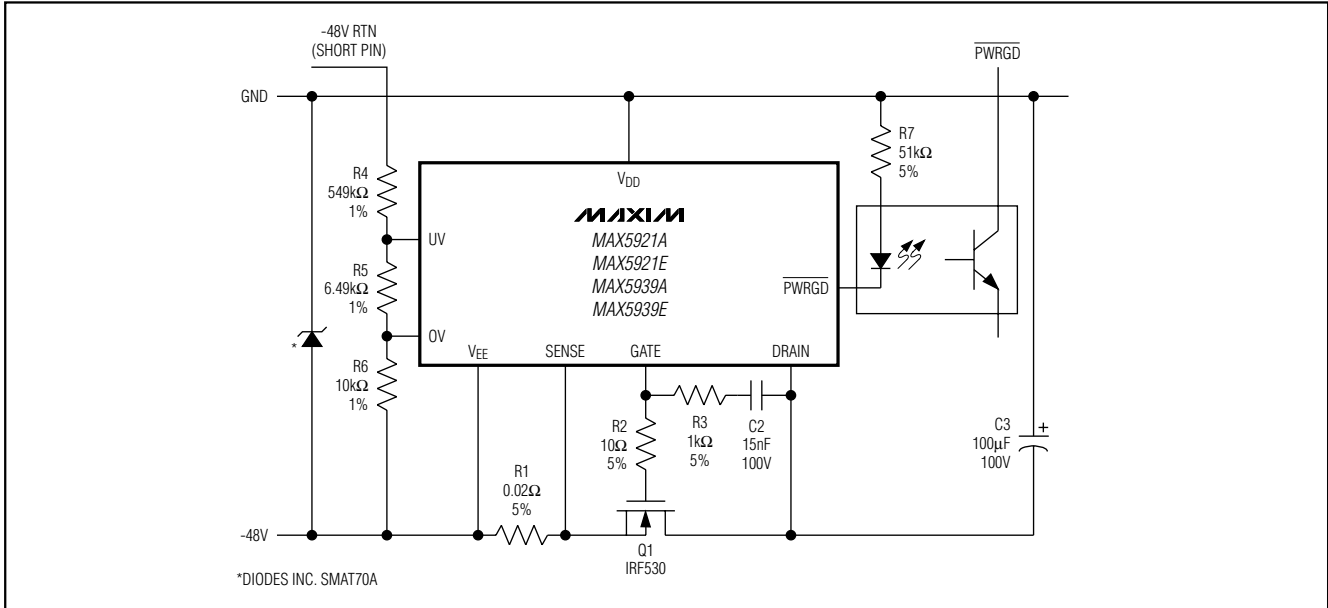 -48V RTN
(SHORT PIN)
PWRGD
GND
R4
549kΩ
1%
R5
6.49kΩ
1%
R6
10kΩ
1%
*
VDD
MAXIM
MAX5921A
MAX5921E
MAX5939A
MAX5939E
UV
OV
VEE
SENSE
GATE
DRAIN
PWRGD
R7
51kΩ
5%
R1
0.02Ω
5%
R2
10Ω
5%
R3
1kΩ
5%
C2
15nF
100V
C3
100μF
100V
+
-48V
Q1
IRF530
*DIODES INC. SMAT70A